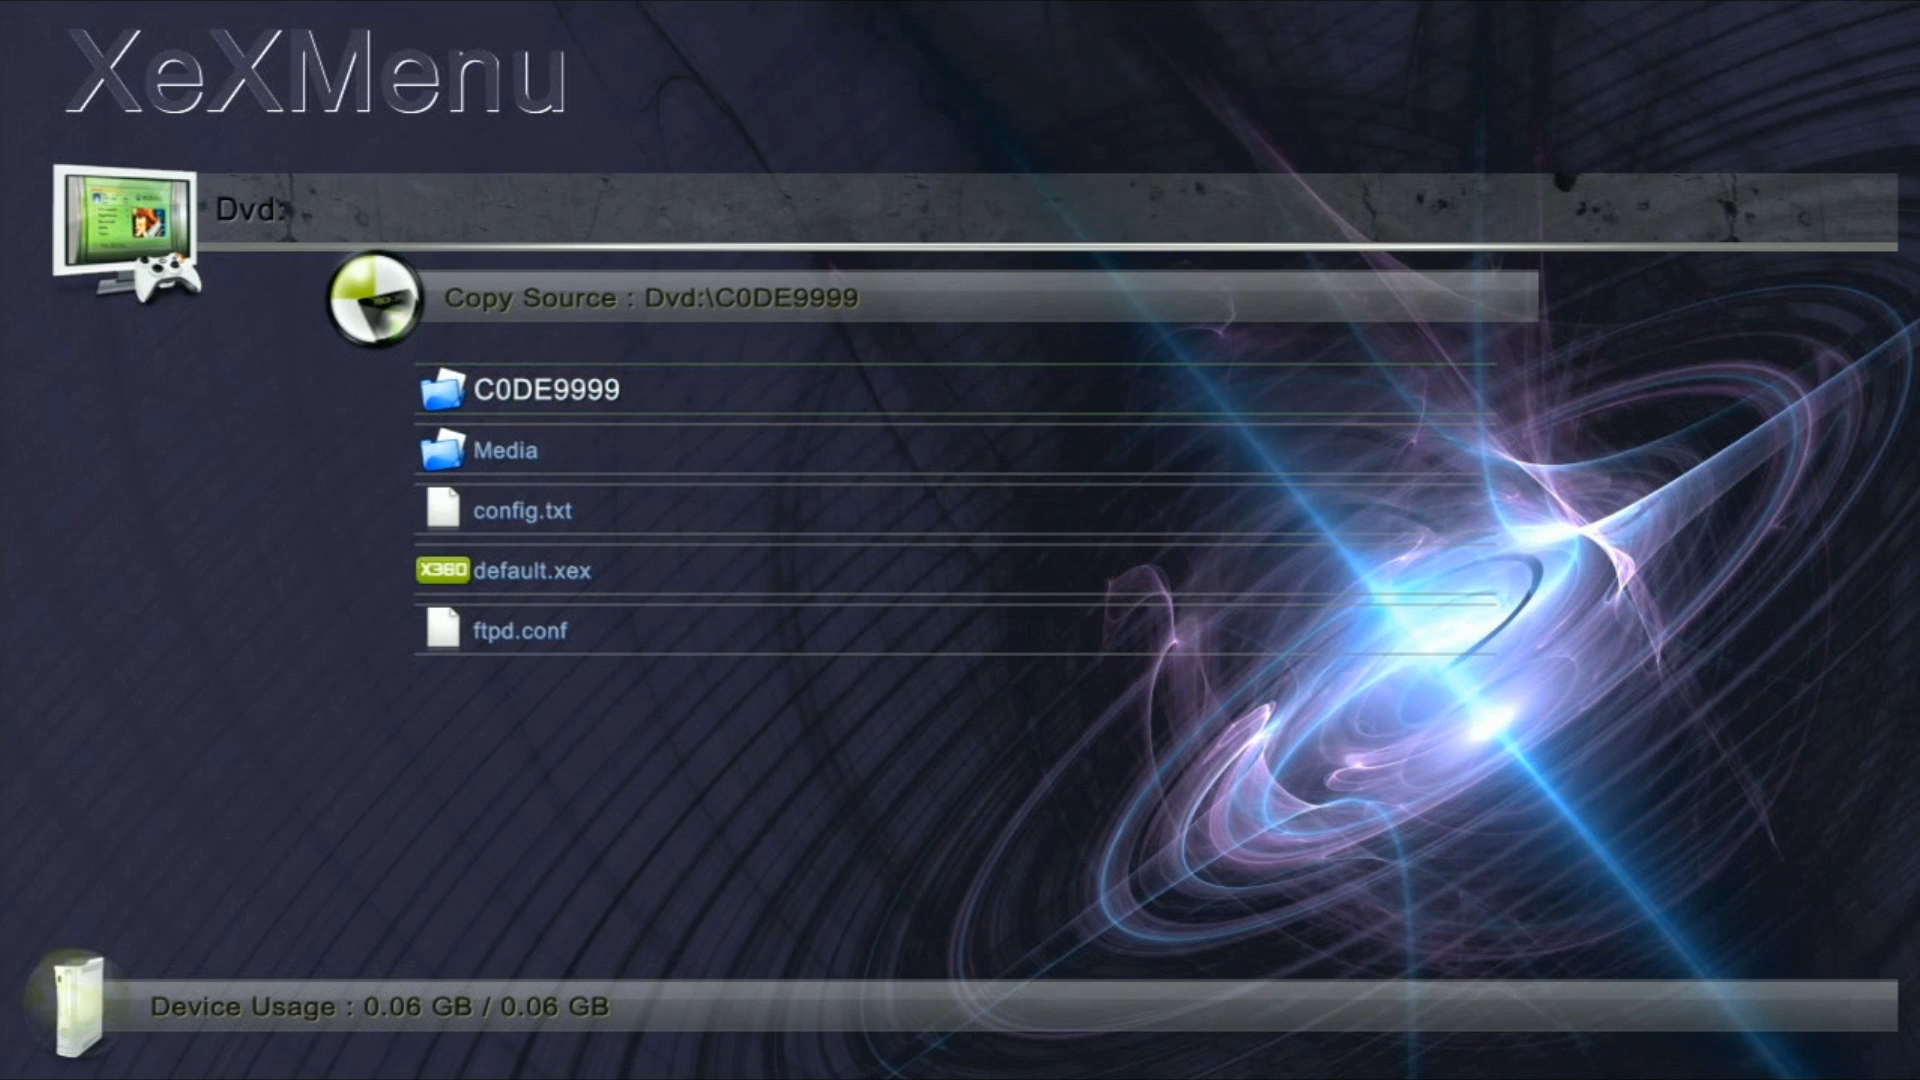 XeXMenu
Dvd:
Copy Source : Dvd:\C0DE9999
C0DE9999
Media
config.txt
X360 default.xex
ftpd.conf
Device Usage : 0.06 GB / 0.06 GB